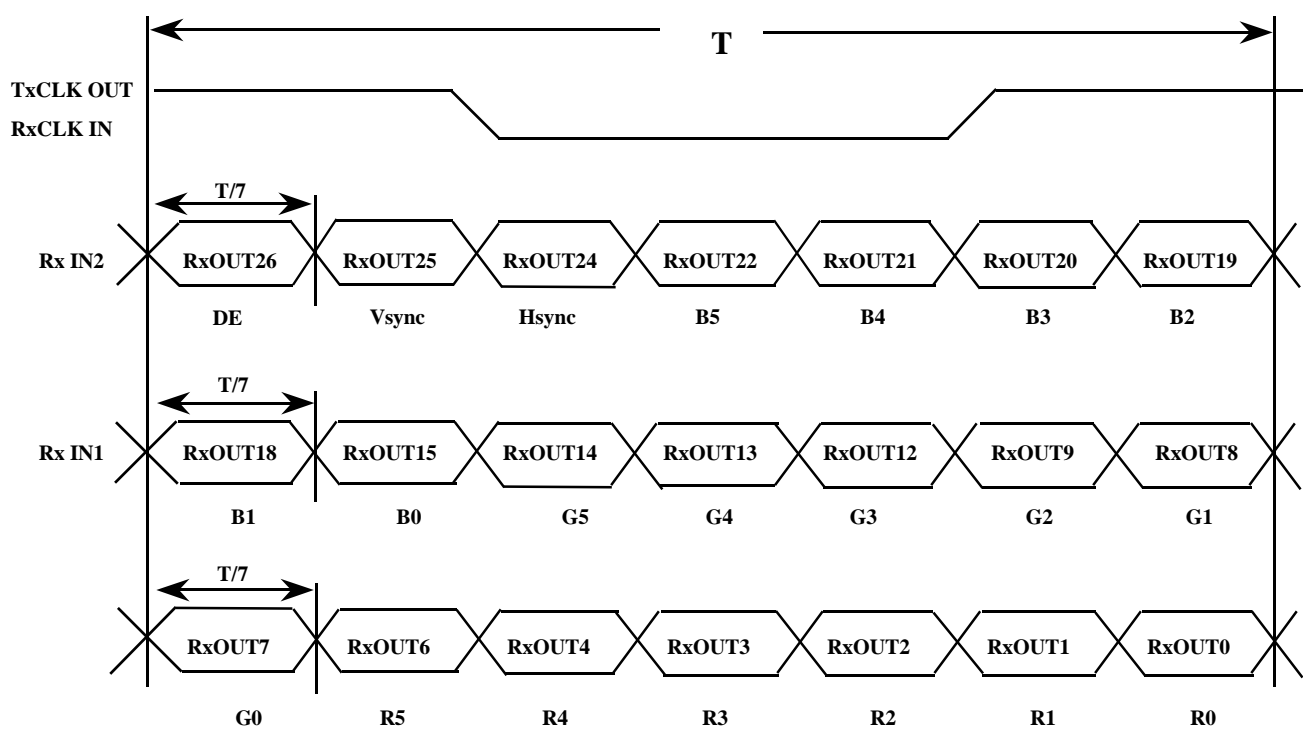 T
TxCLK OUT
RxCLK IN
T/7
Rx IN2 RxOUT26 RxOUT25 RxOUT24 RxOUT22 RxOUT21 RxOUT20 RxOUT19
DE Vsync Hsync B5 B4 B3 B2
T/7
Rx IN1 RxOUT18 RxOUT15 RxOUT14 RxOUT13 RxOUT12 RxOUT9 RxOUT8
B1 B0 G5 G4 G3 G2 G1
T/7
RxOUT7 RxOUT6 RxOUT4 RxOUT3 RxOUT2 RxOUT1 RxOUT0
G0 R5 R4 R3 R2 R1 R0